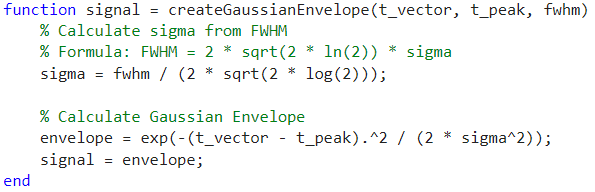 function signal = createGaussianEnvelope(t_vector, t_peak, fwhm)
    % Calculate sigma from FWHM
    % Formula: FWHM = 2 * sqrt(2 * ln(2)) * sigma
    sigma = fwhm / (2 * sqrt(2 * log(2)));

    % Calculate Gaussian Envelope
    envelope = exp(-(t_vector - t_peak).^2 / (2 * sigma^2));
    signal = envelope;
end